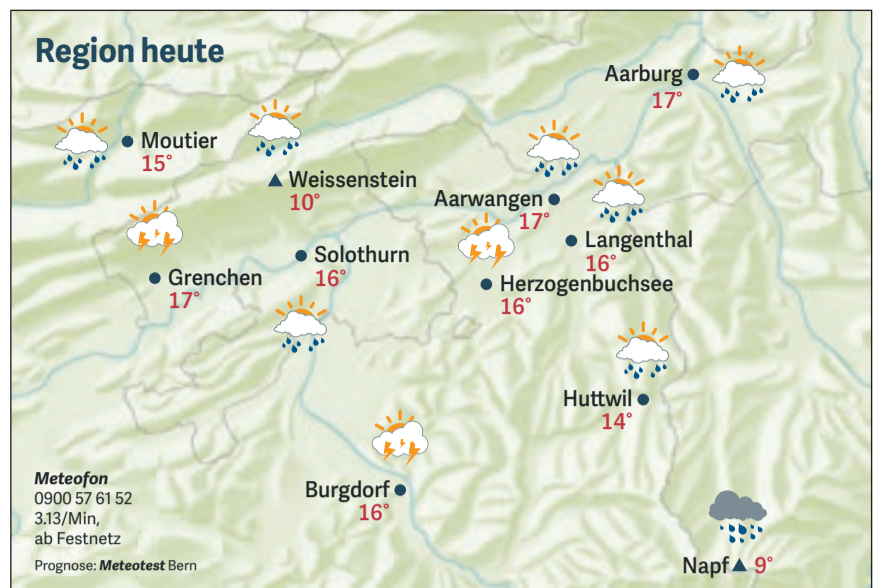 Region heute
Aarburg
17°
Moutier
15°
Weissenstein
10°
Aarwangen
17°
Langenthal
16°
Solothurn
16°
Grenchen
17°
Herzogenbuchsee
16°
Huttwil
14°
Burgdorf
16°
Napf 9°
Meteofon
0900 57 61 52
3.13/Min,
ab Festnetz
Prognose: Meteotest Bern